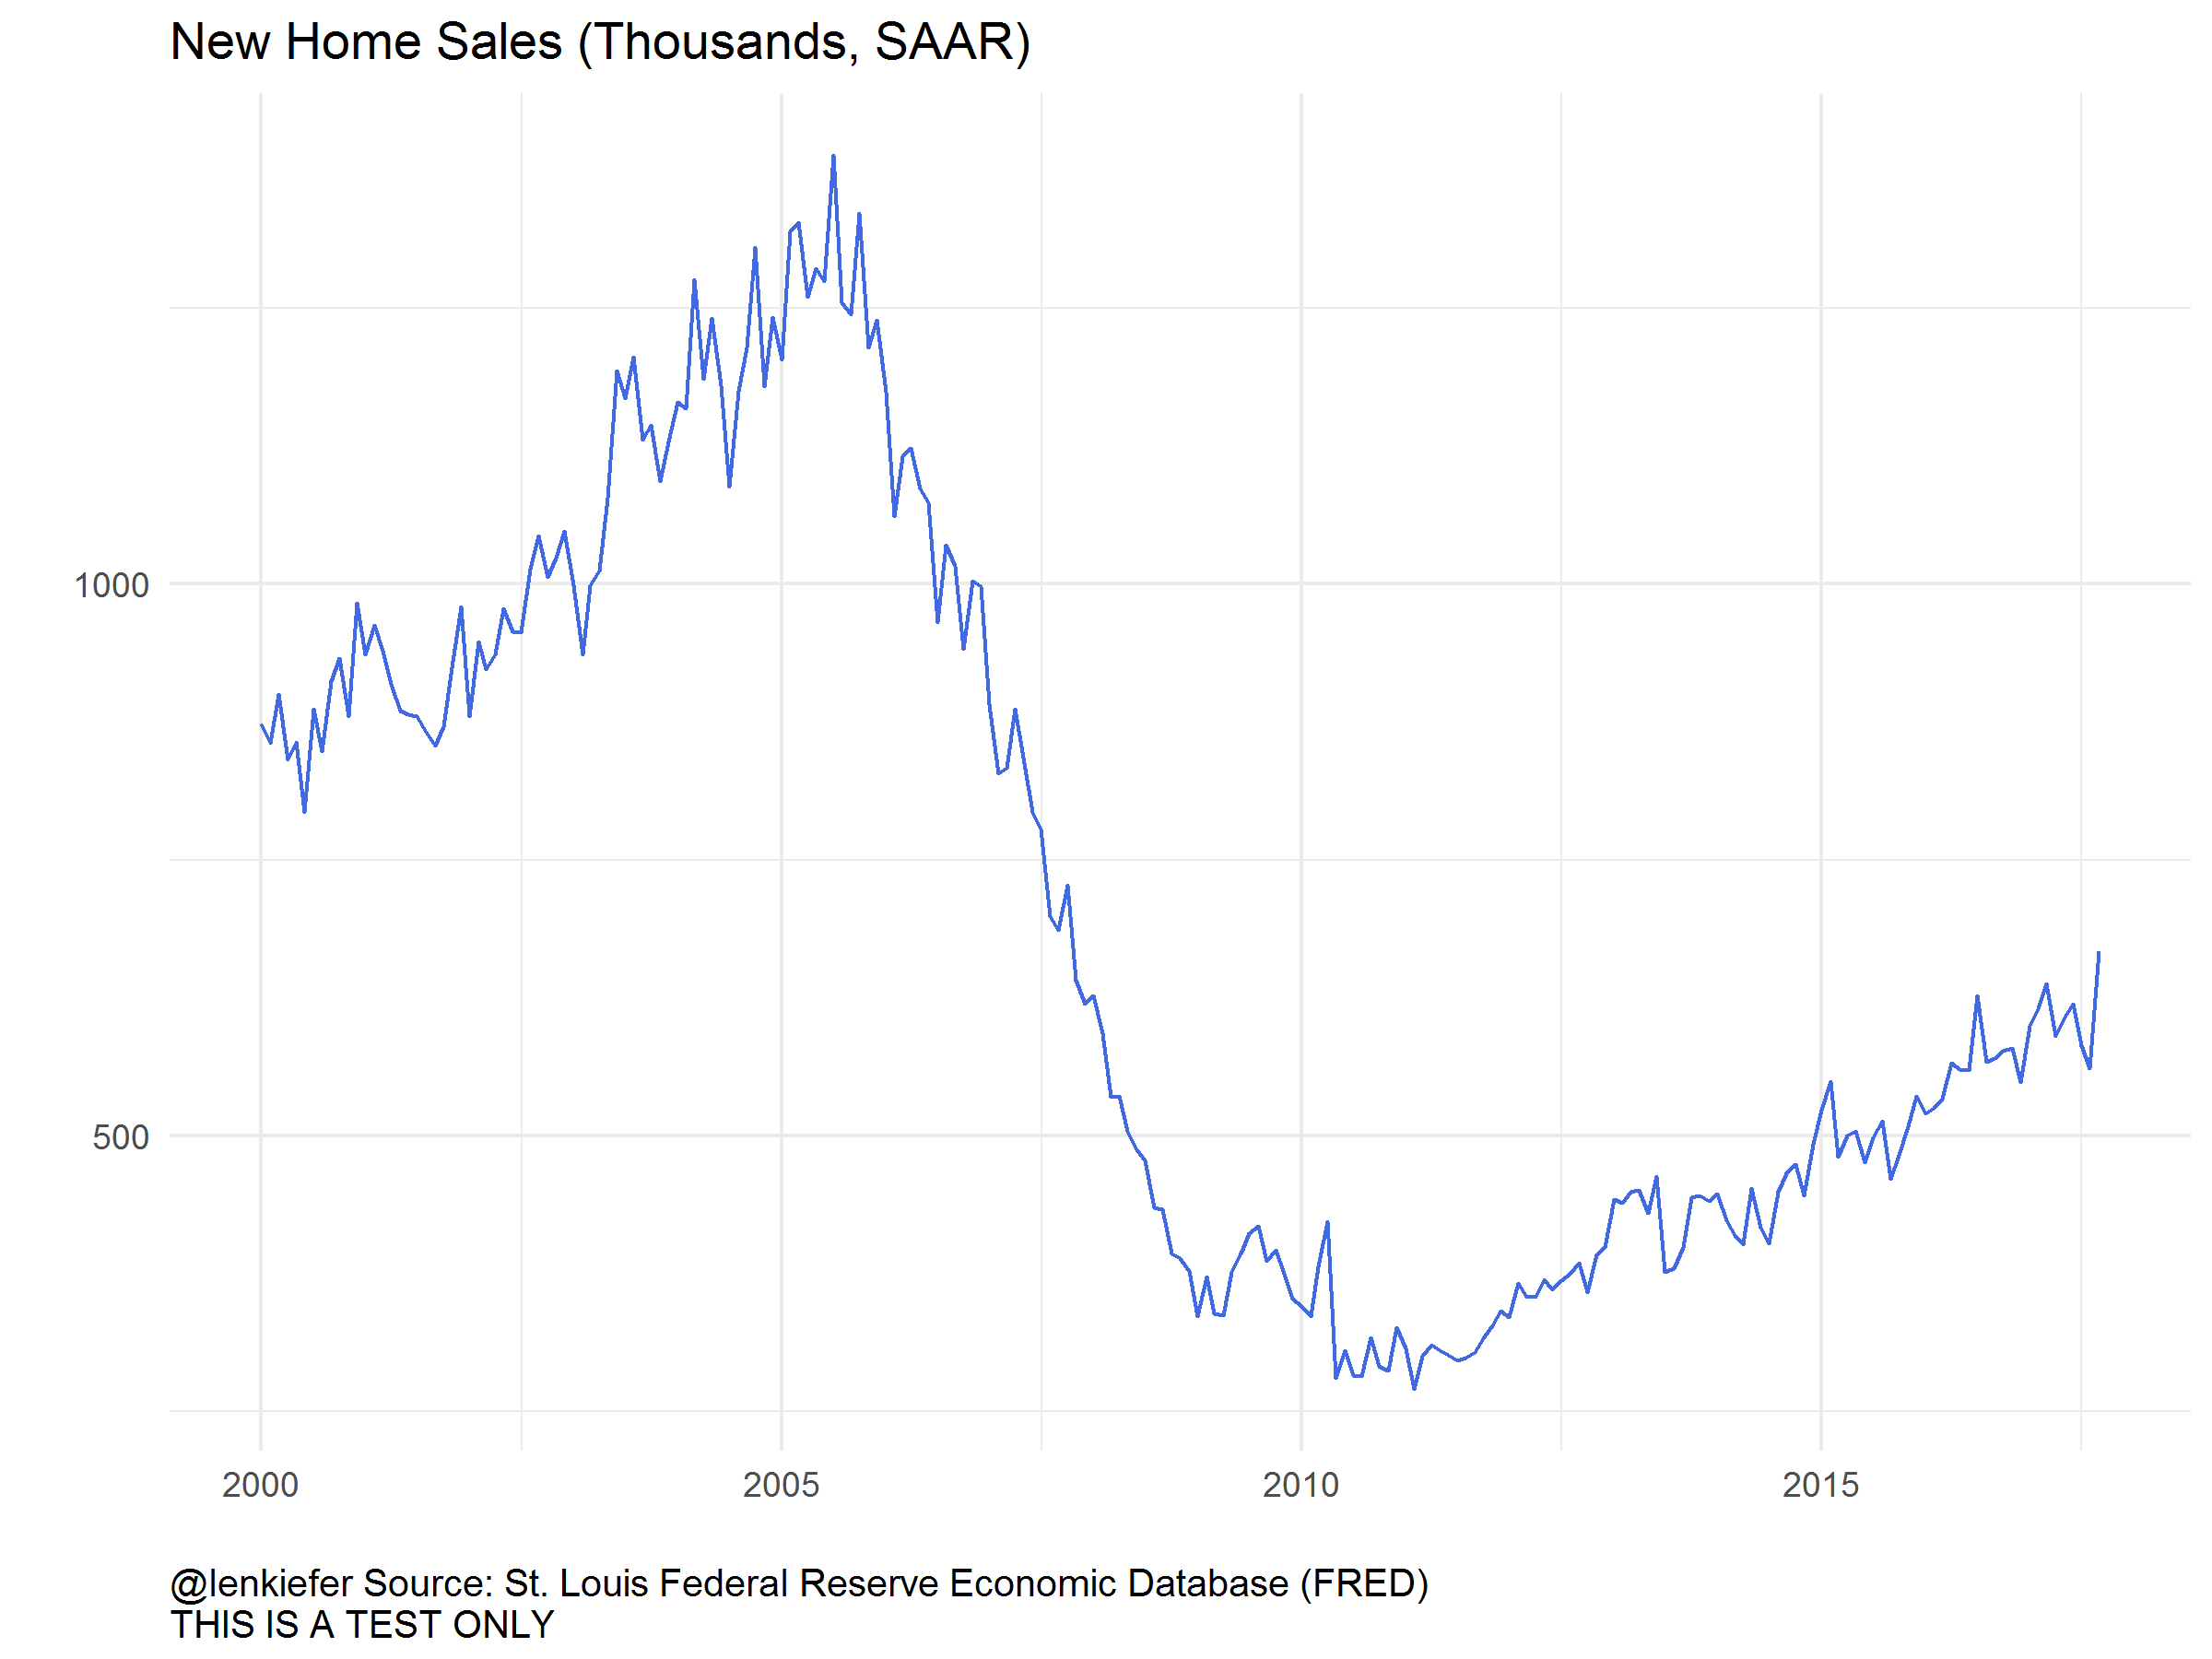 New Home Sales (Thousands, SAAR)
1000
500
2000 2005 2010 2015
@lenkiefer Source: St. Louis Federal Reserve Economic Database (FRED)
THIS IS A TEST ONLY